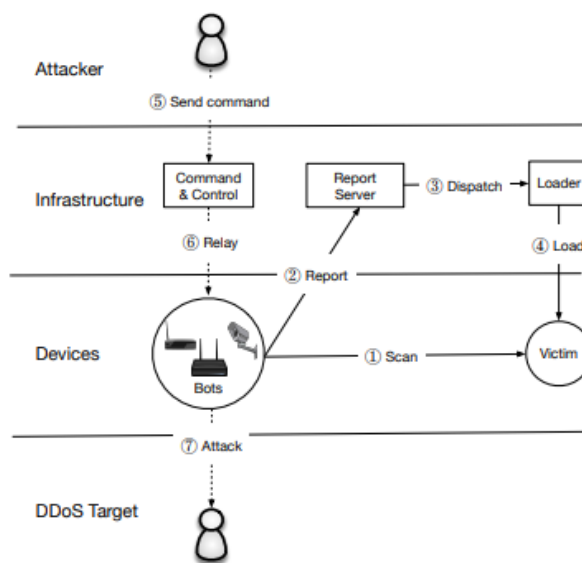 Attacker
⑤ Send command
Infrastructure
Command
& Control
Report
Server
③ Dispatch
Loader
⑥ Relay
② Report
④ Load
Devices
Bots
① Scan
Victim
⑦ Attack
DDoS Target